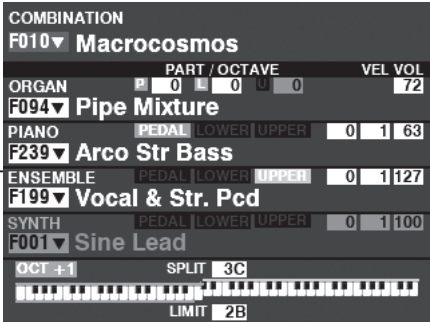 COMBINATION
F010▼ Macrocosmos
PART / OCTAVE VEL VOL
ORGAN P 0 L 0 U 0 72
F094▼ Pipe Mixture
PIANO PEDAL LOWER UPPER 0 1 63
F239▼ Arco Str Bass
ENSEMBLE PEDAL LOWER UPPER 0 1 127
F199▼ Vocal & Str. Pcd
SYNTH PEDAL LOWER UPPER 0 1 100
F001▼ Sine Lead
OCT +1 SPLIT 3C
LIMIT 2B